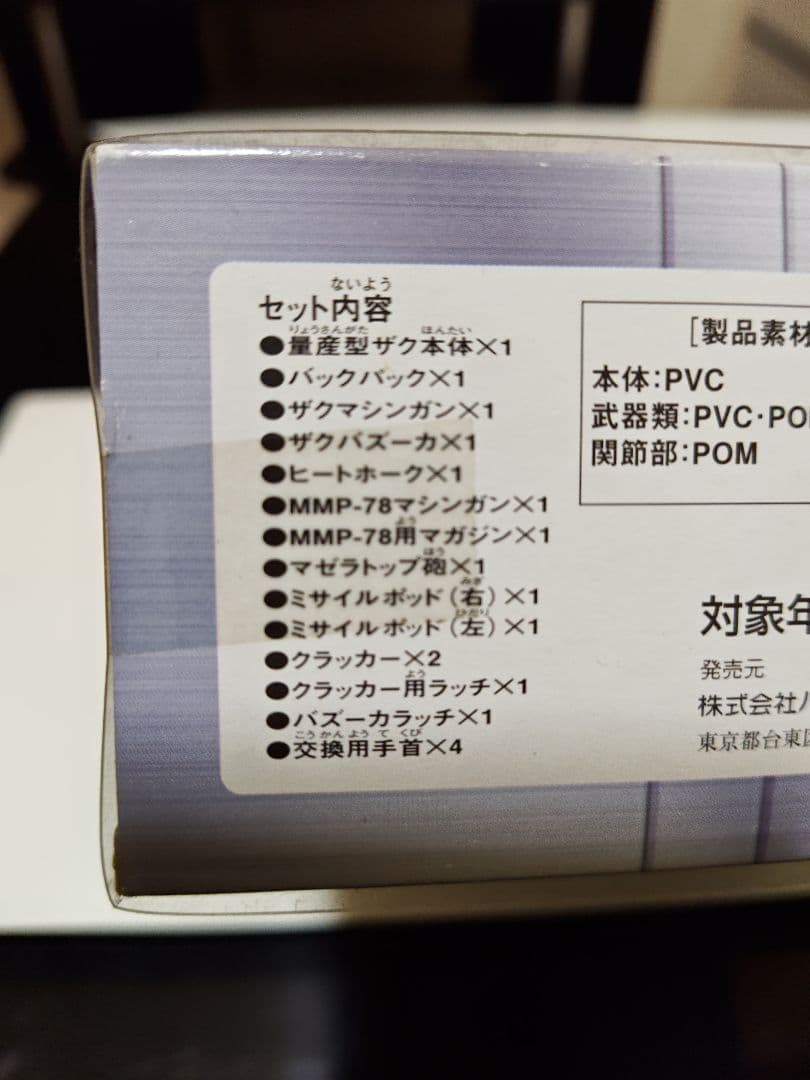 ないよう
セット内容
りょうさんがた ほんたい
●量産型ザク本体×1
●バックパック×1
●ザクマシンガン×1
●ザクバズーカ×1
●ヒートホーク×1
●MMP-78マシンガン×1
よう
●MMP-78用マガジン×1
ほう
●マゼラトップ砲×1
みぎ
●ミサイルポッド(右)×1
ひだり
●ミサイルポッド(左)×1
●クラッカー×2
よう
●クラッカー用ラッチ×1
●バズーカラッチ×1
こうかんようてくび
●交換用手首×4
[製品素材
本体:PVC
武器類:PVC･PO
関節部:POM
対象年
発売元
株式会社バ
東京都台東区